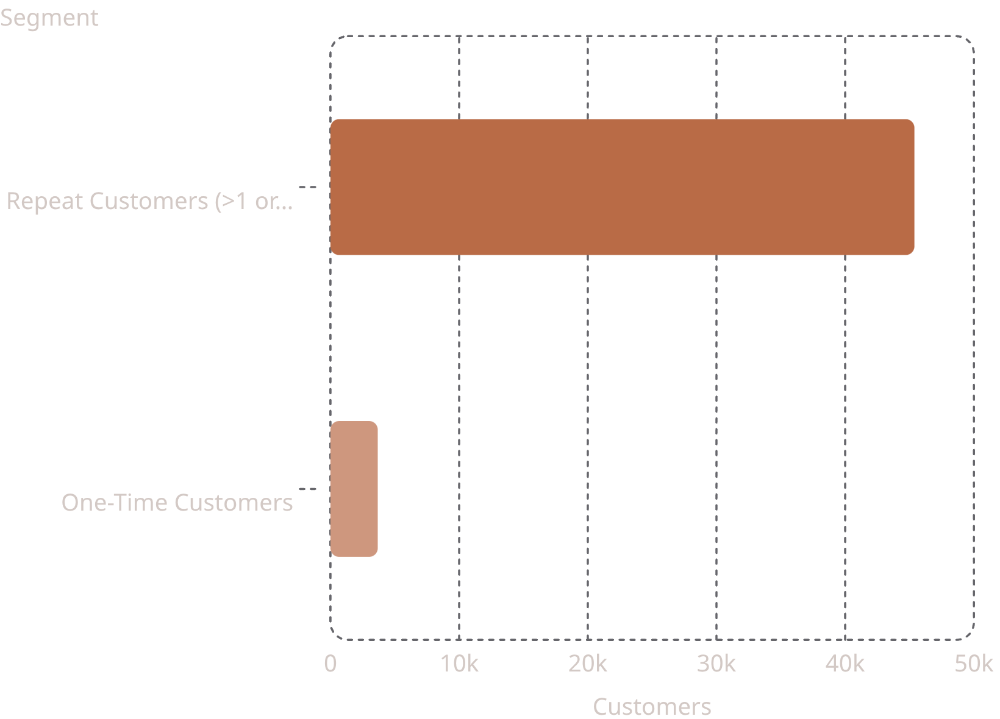 Segment
Repeat Customers (>1 or...
One-Time Customers
0 10k 20k 30k 40k 50k
Customers